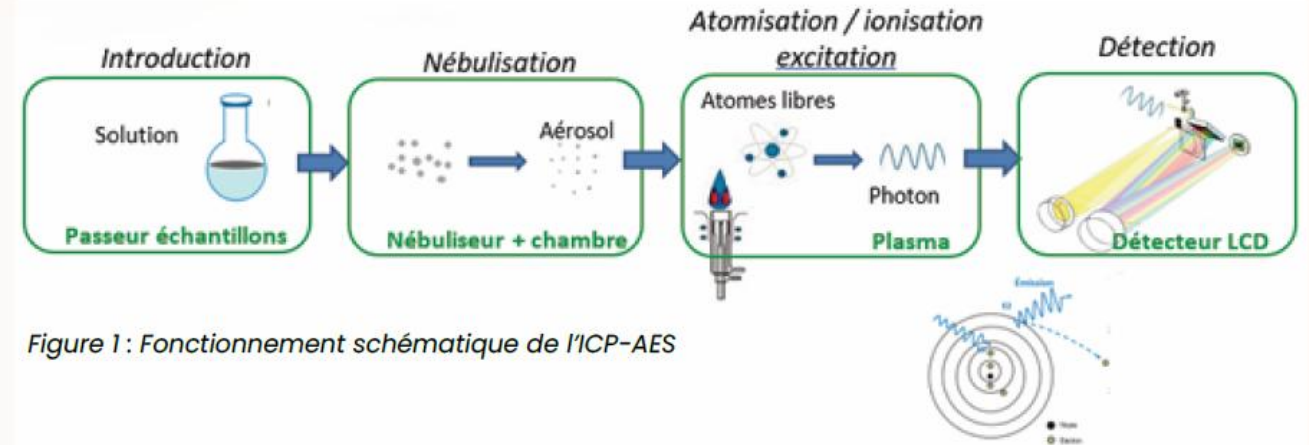 Introduction
Solution
Passeur échantillons
Nébulisation
Aérosol
Nébuliseur + chambre
Atomisation / ionisation
excitation
Atomes libres
Photon
Plasma
Détection
Détecteur LCD
Émission
Figure 1 : Fonctionnement schématique de l'ICP-AES